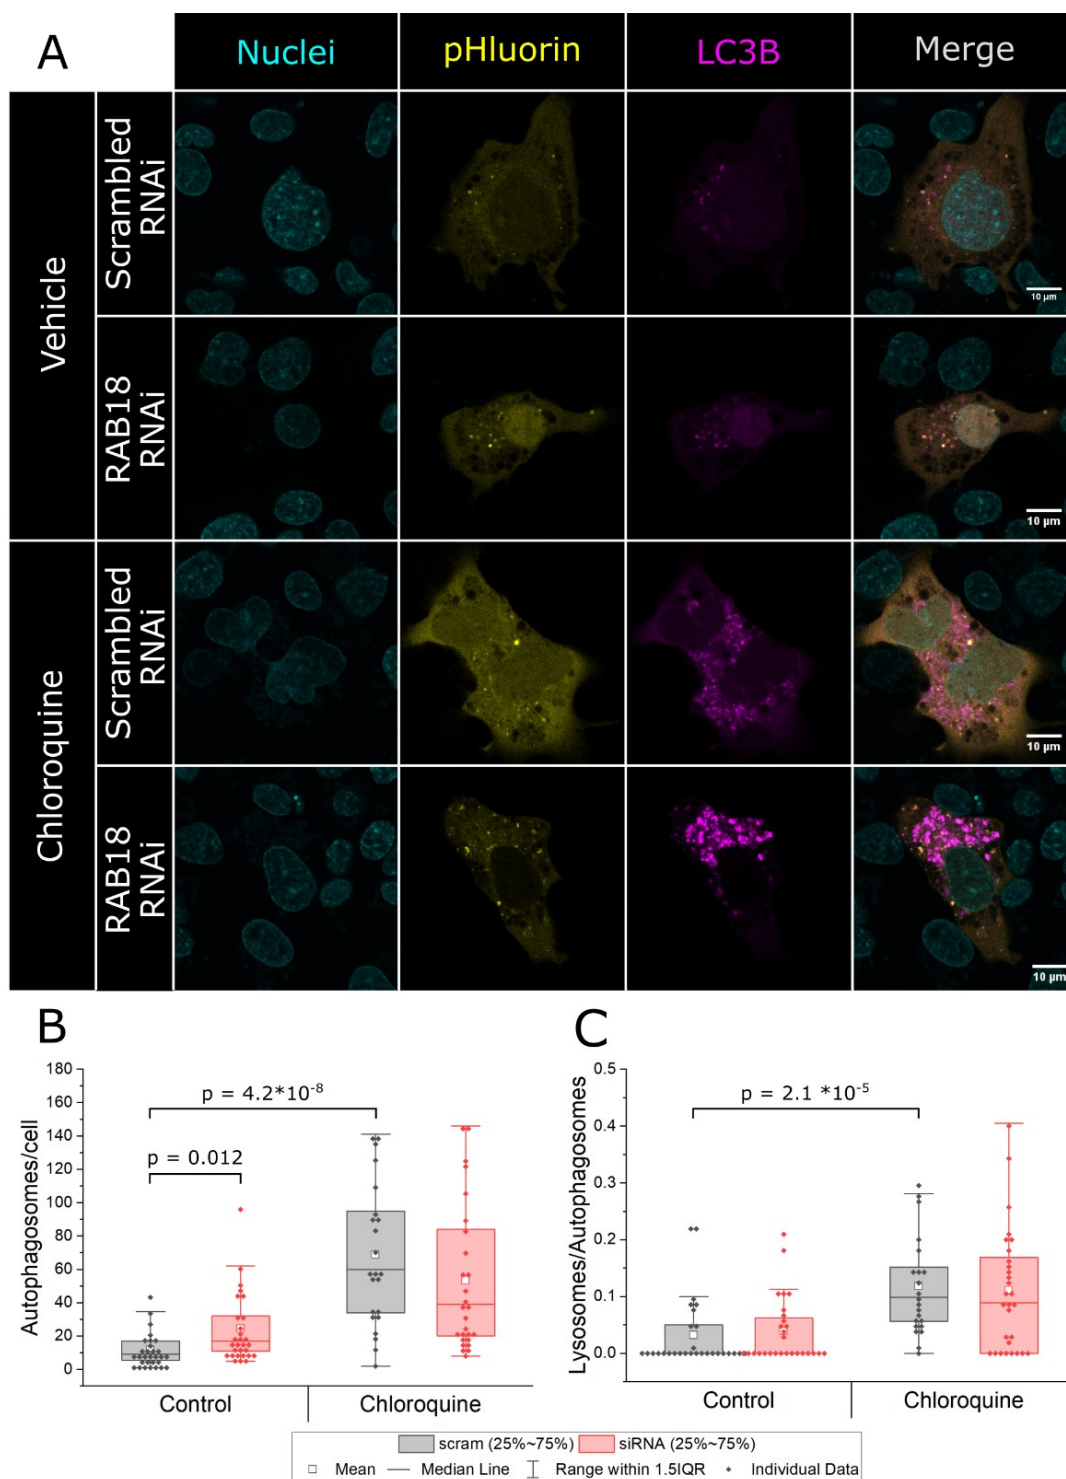 A
Nuclei
pHluorin
LC3B
Merge
Vehicle
Scrambled
RNAi
10 µm
RAB18
RNAi
10 µm
Chloroquine
Scrambled
RNAi
10 µm
RAB18
RNAi
10 µm
B
180
160
140
120
100
80
60
40
20
0
Autophagosomes/cell
p = 4.2*10-8
p = 0.012
Control
Chloroquine
C
0.5
0.4
0.3
0.2
0.1
0.0
Lysosomes/Autophagosomes
p = 2.1 *10-5
Control
Chloroquine
scram (25%~75%)
siRNA (25%~75%)
Mean
Median Line
Range within 1.5IQR
Individual Data